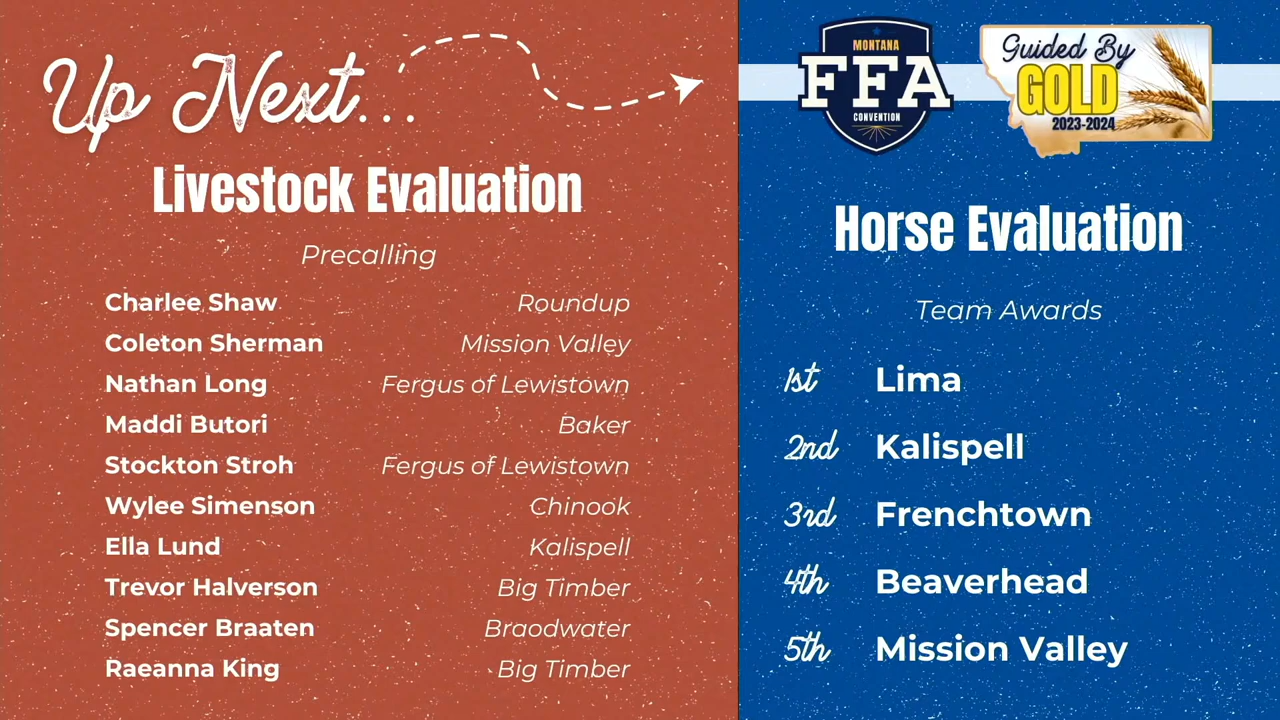 Up Next...
Livestock Evaluation
Precalling
Charlee Shaw Roundup
Coleton Sherman Mission Valley
Nathan Long Fergus of Lewistown
Maddi Butori Baker
Stockton Stroh Fergus of Lewistown
Wylee Simenson Chinook
Ella Lund Kalispell
Trevor Halverson Big Timber
Spencer Braaten Braodwater
Raeanna King Big Timber
MONTANA
FFA
CONVENTION
Guided By
GOLD
2023-2024
Horse Evaluation
Team Awards
1st Lima
2nd Kalispell
3rd Frenchtown
4th Beaverhead
5th Mission Valley